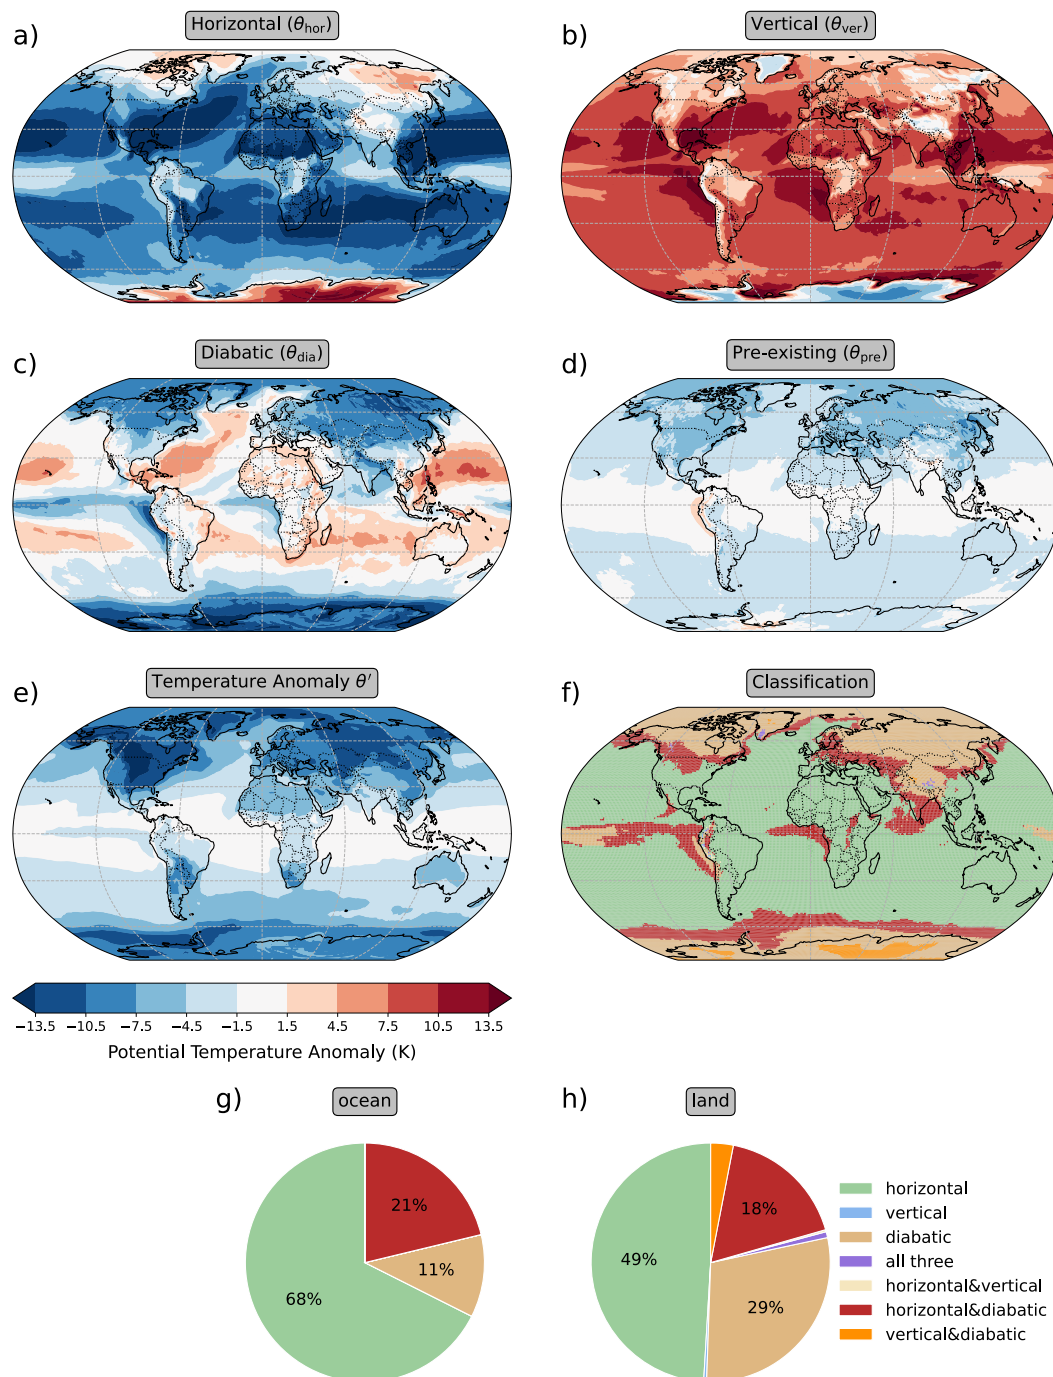 a)
Horizontal (θhor)
b)
Vertical (θver)
c)
Diabatic (θdia)
d)
Pre-existing (θpre)
e)
Temperature Anomaly θ′
f)
Classification
−13.5 −10.5 −7.5 −4.5 −1.5 1.5 4.5 7.5 10.5 13.5
Potential Temperature Anomaly (K)
g)
ocean
21%
11%
68%
h)
land
18%
49%
29%
horizontal
vertical
diabatic
all three
horizontal&vertical
horizontal&diabatic
vertical&diabatic